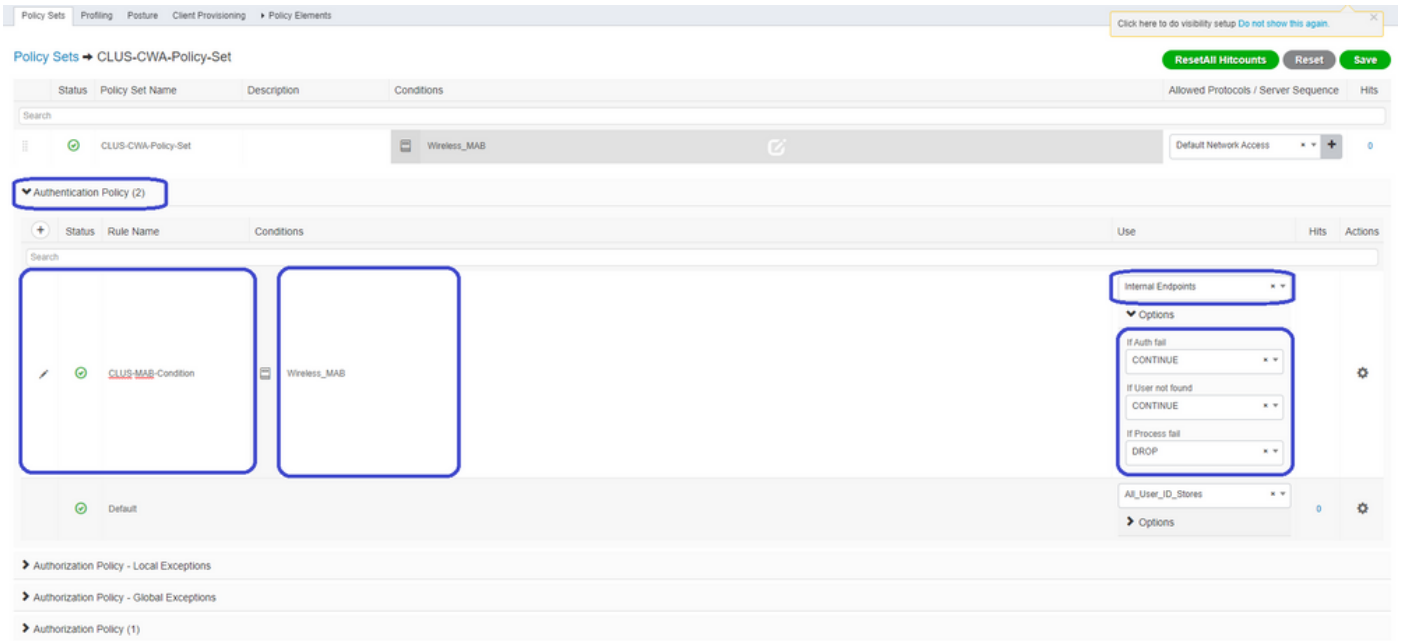 Policy Sets Profiling Posture Client Provisioning Policy Elements
Click here to do visibility setup Do not show this again.
Policy Sets → CLUS-CWA-Policy-Set
ResetAll Hitcounts Reset Save
Status Policy Set Name Description Conditions Allowed Protocols / Server Sequence Hits
Search
CLUS-CWA-Policy-Set Wireless_MAB Default Network Access × + 0
Authentication Policy (2)
+ Status Rule Name Conditions Use Hits Actions
Search
Internal Endpoints ×
Options
If Auth fail
CONTINUE ×
CLUS-MAB-Condition Wireless_MAB
If User not found
CONTINUE ×
If Process fail
DROP ×
All_User_ID_Stores ×
Default 0
Options
Authorization Policy - Local Exceptions
Authorization Policy - Global Exceptions
Authorization Policy (1)